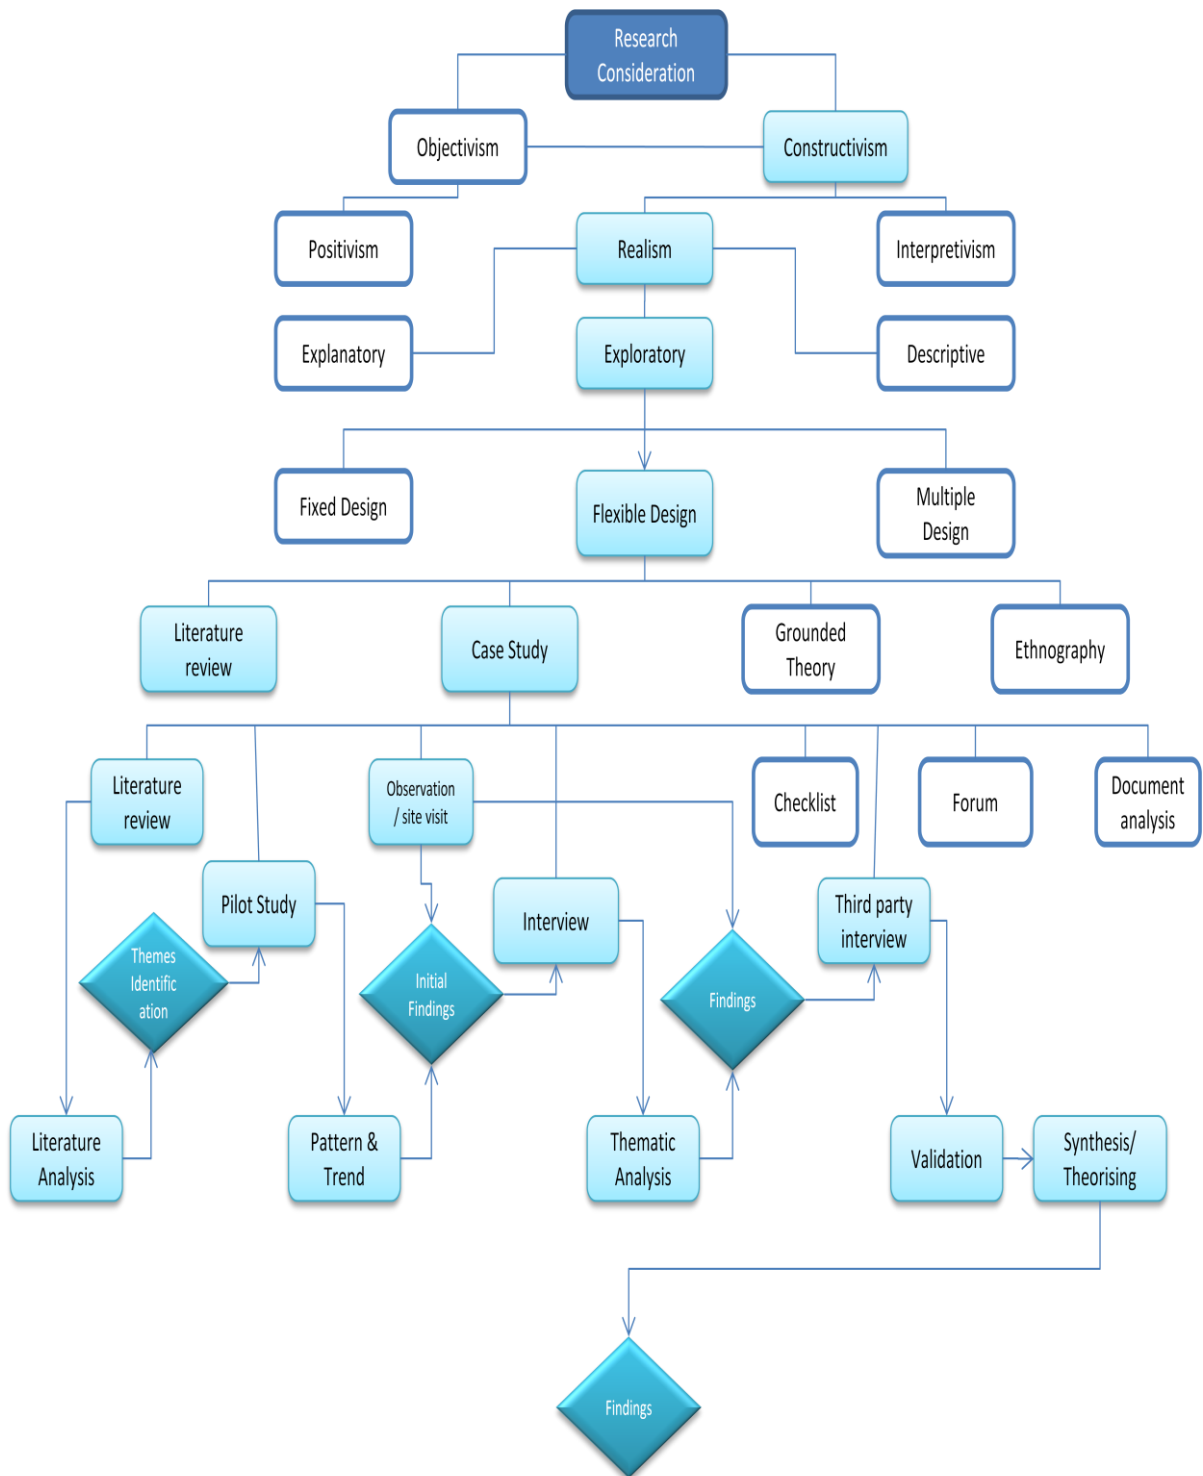 Research
Consideration
Objectivism
Constructivism
Positivism
Realism
Interpretivism
Explanatory
Exploratory
Descriptive
Fixed Design
Flexible Design
Multiple
Design
Literature
review
Case Study
Grounded
Theory
Ethnography
Literature
review
Observation
/ site visit
Checklist
Forum
Document
analysis
Pilot Study
Interview
Third party
interview
Themes
Identific
ation
Initial
Findings
Findings
Literature
Analysis
Pattern &
Trend
Thematic
Analysis
Validation
Synthesis/
Theorising
Findings